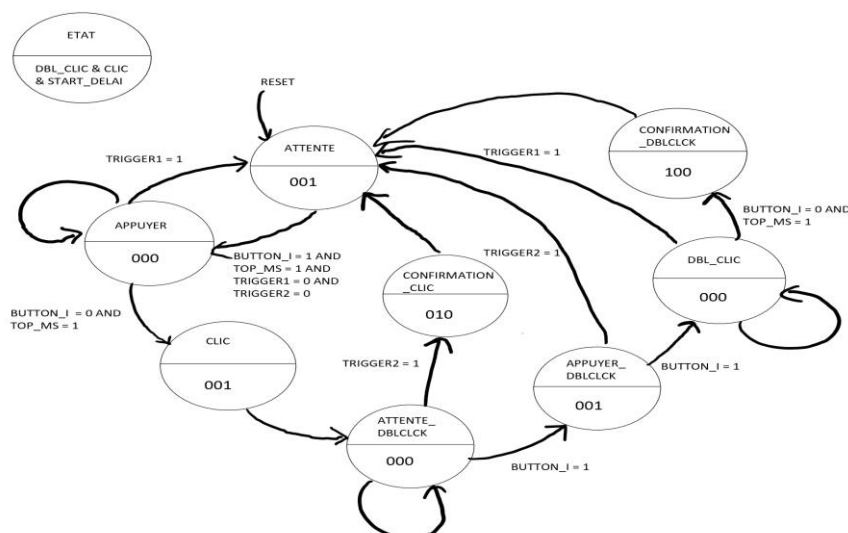 ETAT
DBL_CLIC & CLIC
& START_DELAI
RESET
ATTENTE
001
TRIGGER1 = 1
TRIGGER1 = 1
CONFIRMATION
_DBLCLCK
100
APPUYER
000
BUTTON_I = 1 AND
TOP_MS = 1 AND
TRIGGER1 = 0 AND
TRIGGER2 = 0
CONFIRMATION
_CLIC
010
TRIGGER2 = 1
BUTTON_I = 0 AND
TOP_MS = 1
DBL_CLIC
000
BUTTON_I = 0 AND
TOP_MS = 1
CLIC
001
TRIGGER2 = 1
APPUYER_
DBLCLCK
001
BUTTON_I = 1
ATTENTE_
DBLCLCK
000
BUTTON_I = 1